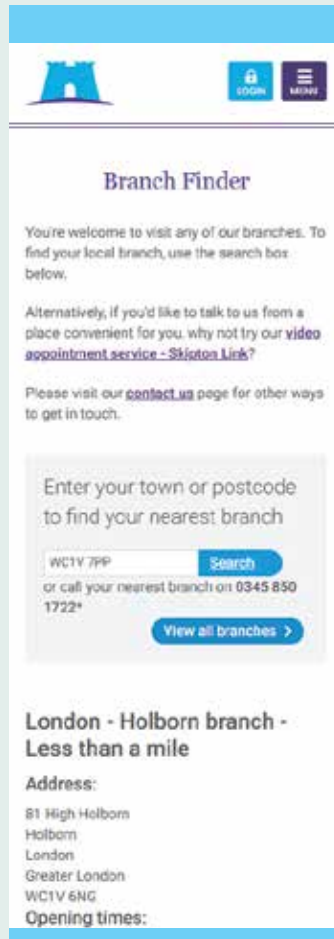 LOGIN
MENU
Branch Finder
You're welcome to visit any of our branches. To
find your local branch, use the search box
below.
Alternatively, if you'd like to talk to us from a
place convenient for you, why not try our video
appointment service - Skipton Link?
Please visit our contact us page for other ways
to get in touch.
Enter your town or postcode
to find your nearest branch
WC1V 7PP
Search
or call your nearest branch on 0345 850
1722*
View all branches >
London - Holborn branch -
Less than a mile
Address:
81 High Holborn
Holborn
London
Greater London
WC1V 6NG
Opening times: